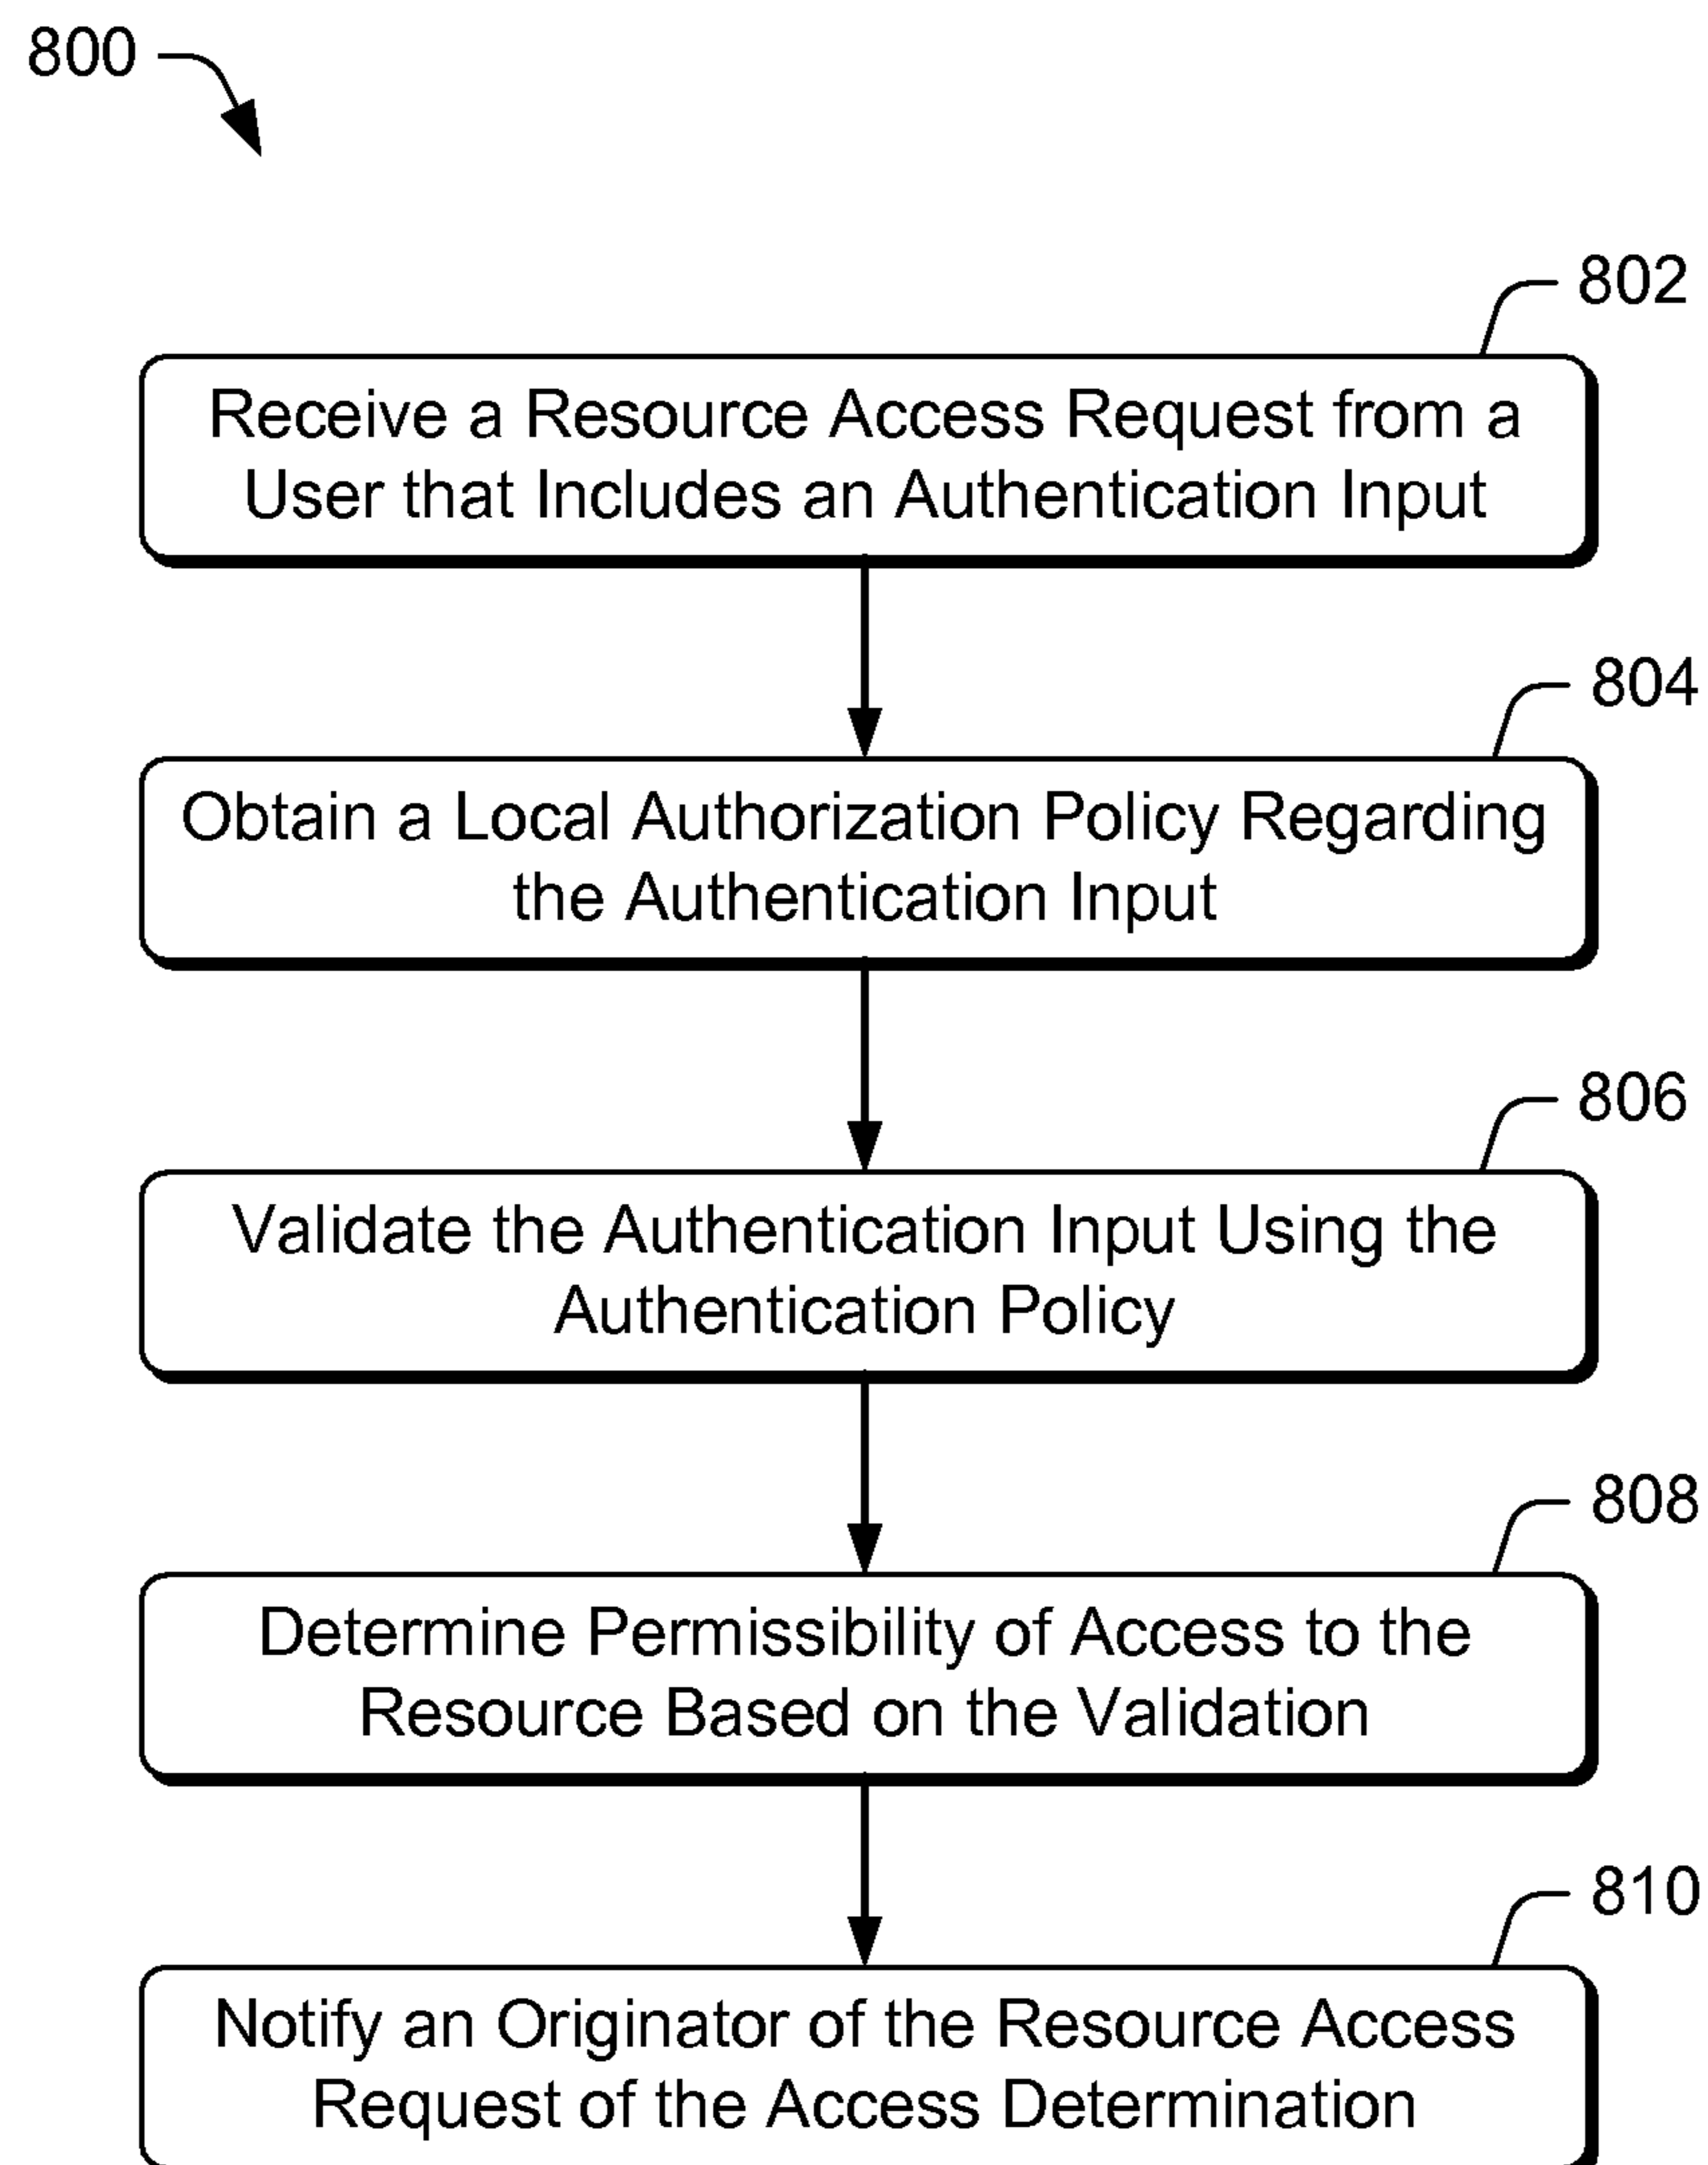 800
802
Receive a Resource Access Request from a
User that Includes an Authentication Input
804
Obtain a Local Authorization Policy Regarding
the Authentication Input
806
Validate the Authentication Input Using the
Authentication Policy
808
Determine Permissibility of Access to the
Resource Based on the Validation
810
Notify an Originator of the Resource Access
Request of the Access Determination